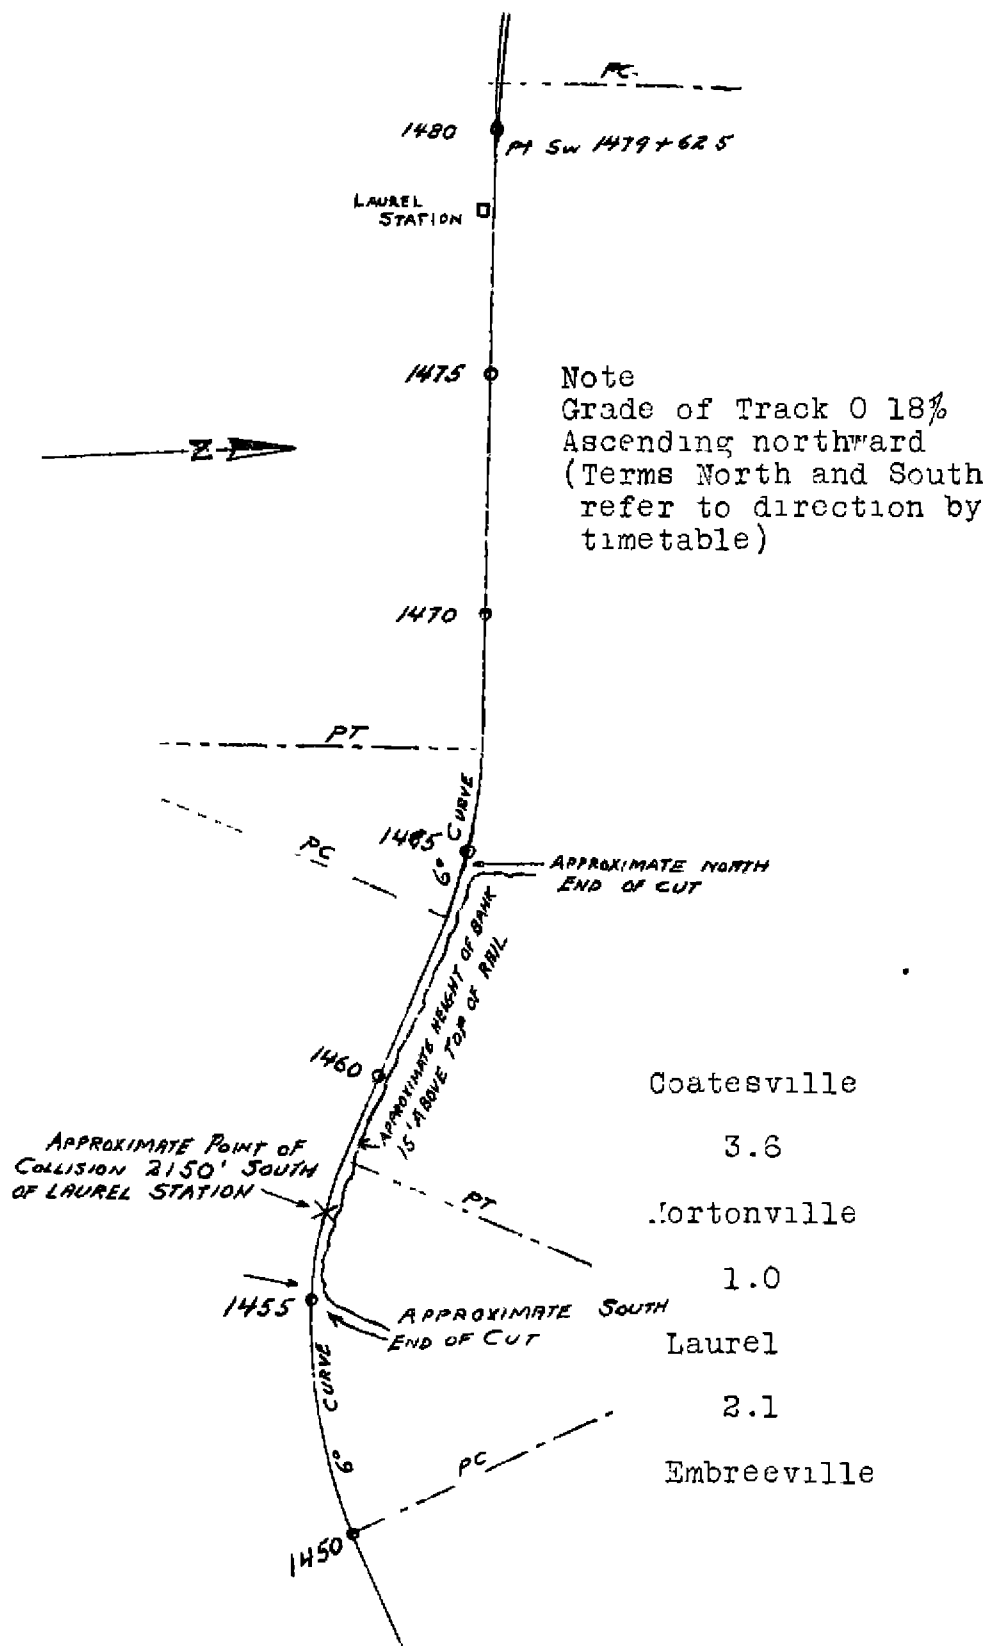 PC
1480
Pt Sw 1479+62 5
LAUREL
STATION
1475
Note
Grade of Track 0 18%
Ascending northward
(Terms North and South
refer to direction by
timetable)
Z
1470
PT
PC
1465
6° CURVE
APPROXIMATE NORTH
END OF CUT
APPROXIMATE HEIGHT OF BANK
15' ABOVE TOP OF RAIL
1460
APPROXIMATE POINT OF
COLLISION 2150' SOUTH
OF LAUREL STATION
PT
1455
APPROXIMATE SOUTH
END OF CUT
CURVE
6°
PC
1450
Coatesville
3.6
.ortonville
1.0
Laurel
2.1
Embreeville